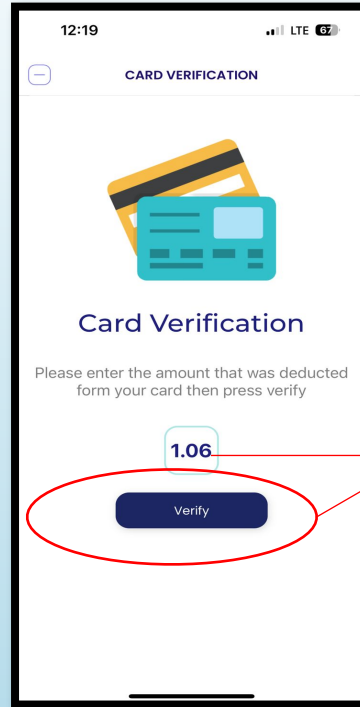 12:19 LTE 67
CARD VERIFICATION
Card Verification
Please enter the amount that was deducted
form your card then press verify
1.06
Verify